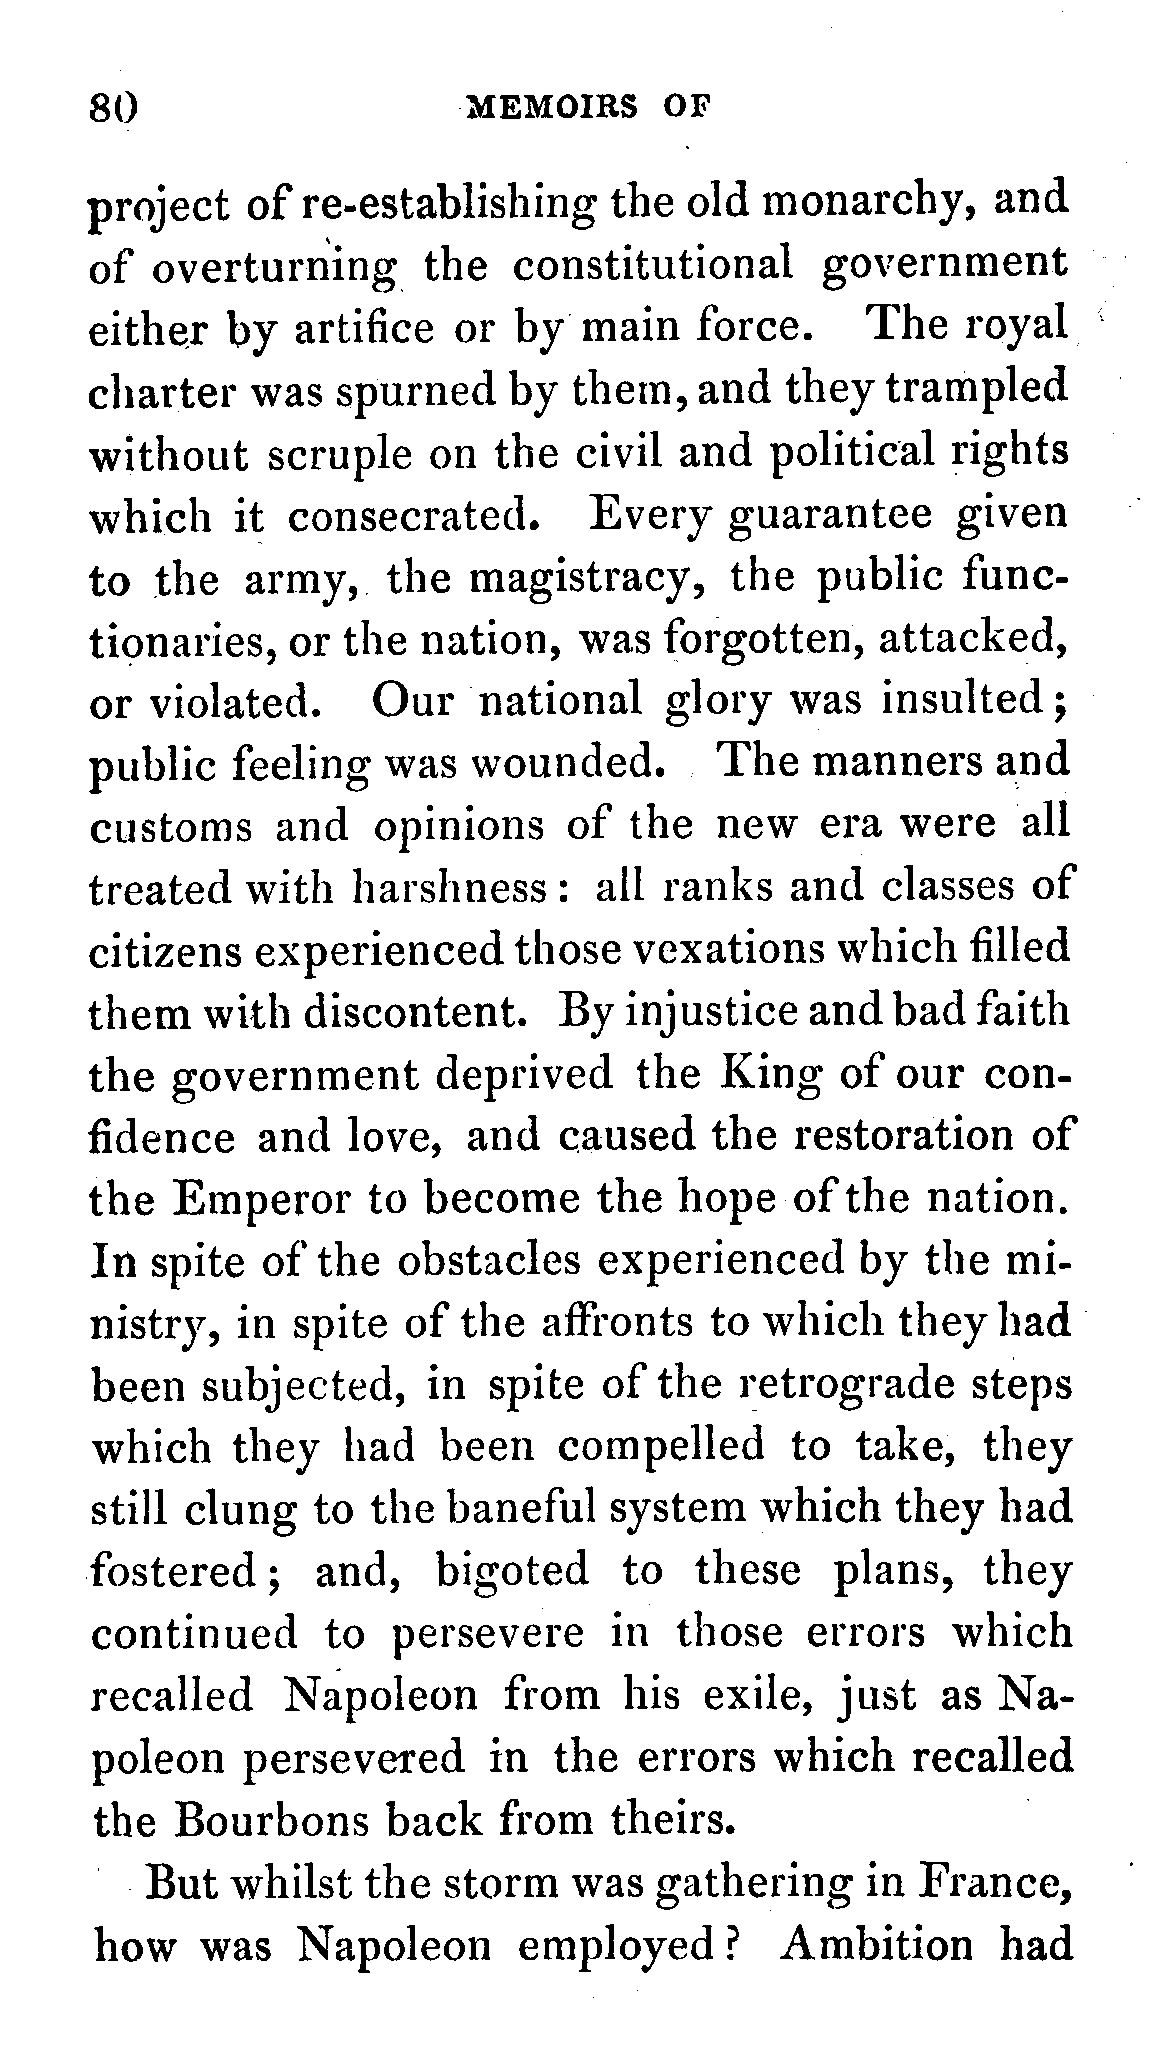 80 MEMOIRS OF
project of re-establishing the old monarchy, and
of overturning the constitutional government
either by artifice or by main force. The royal
charter was spurned by them, and they trampled
without scruple on the civil and political rights
which it consecrated. Every guarantee given
to the army, the magistracy, the public func-
tionaries, or the nation, was forgotten, attacked,
or violated. Our national glory was insulted;
public feeling was wounded. The manners and
customs and opinions of the new era were all
treated with harshness: all ranks and classes of
citizens experienced those vexations which filled
them with discontent. By injustice and bad faith
the government deprived the King of our con-
fidence and love, and caused the restoration of
the Emperor to become the hope of the nation.
In spite of the obstacles experienced by the mi-
nistry, in spite of the affronts to which they had
been subjected, in spite of the retrograde steps
which they had been compelled to take, they
still clung to the baneful system which they had
fostered; and, bigoted to these plans, they
continued to persevere in those errors which
recalled Napoleon from his exile, just as Na-
poleon persevered in the errors which recalled
the Bourbons back from theirs.
But whilst the storm was gathering in France,
how was Napoleon employed? Ambition had